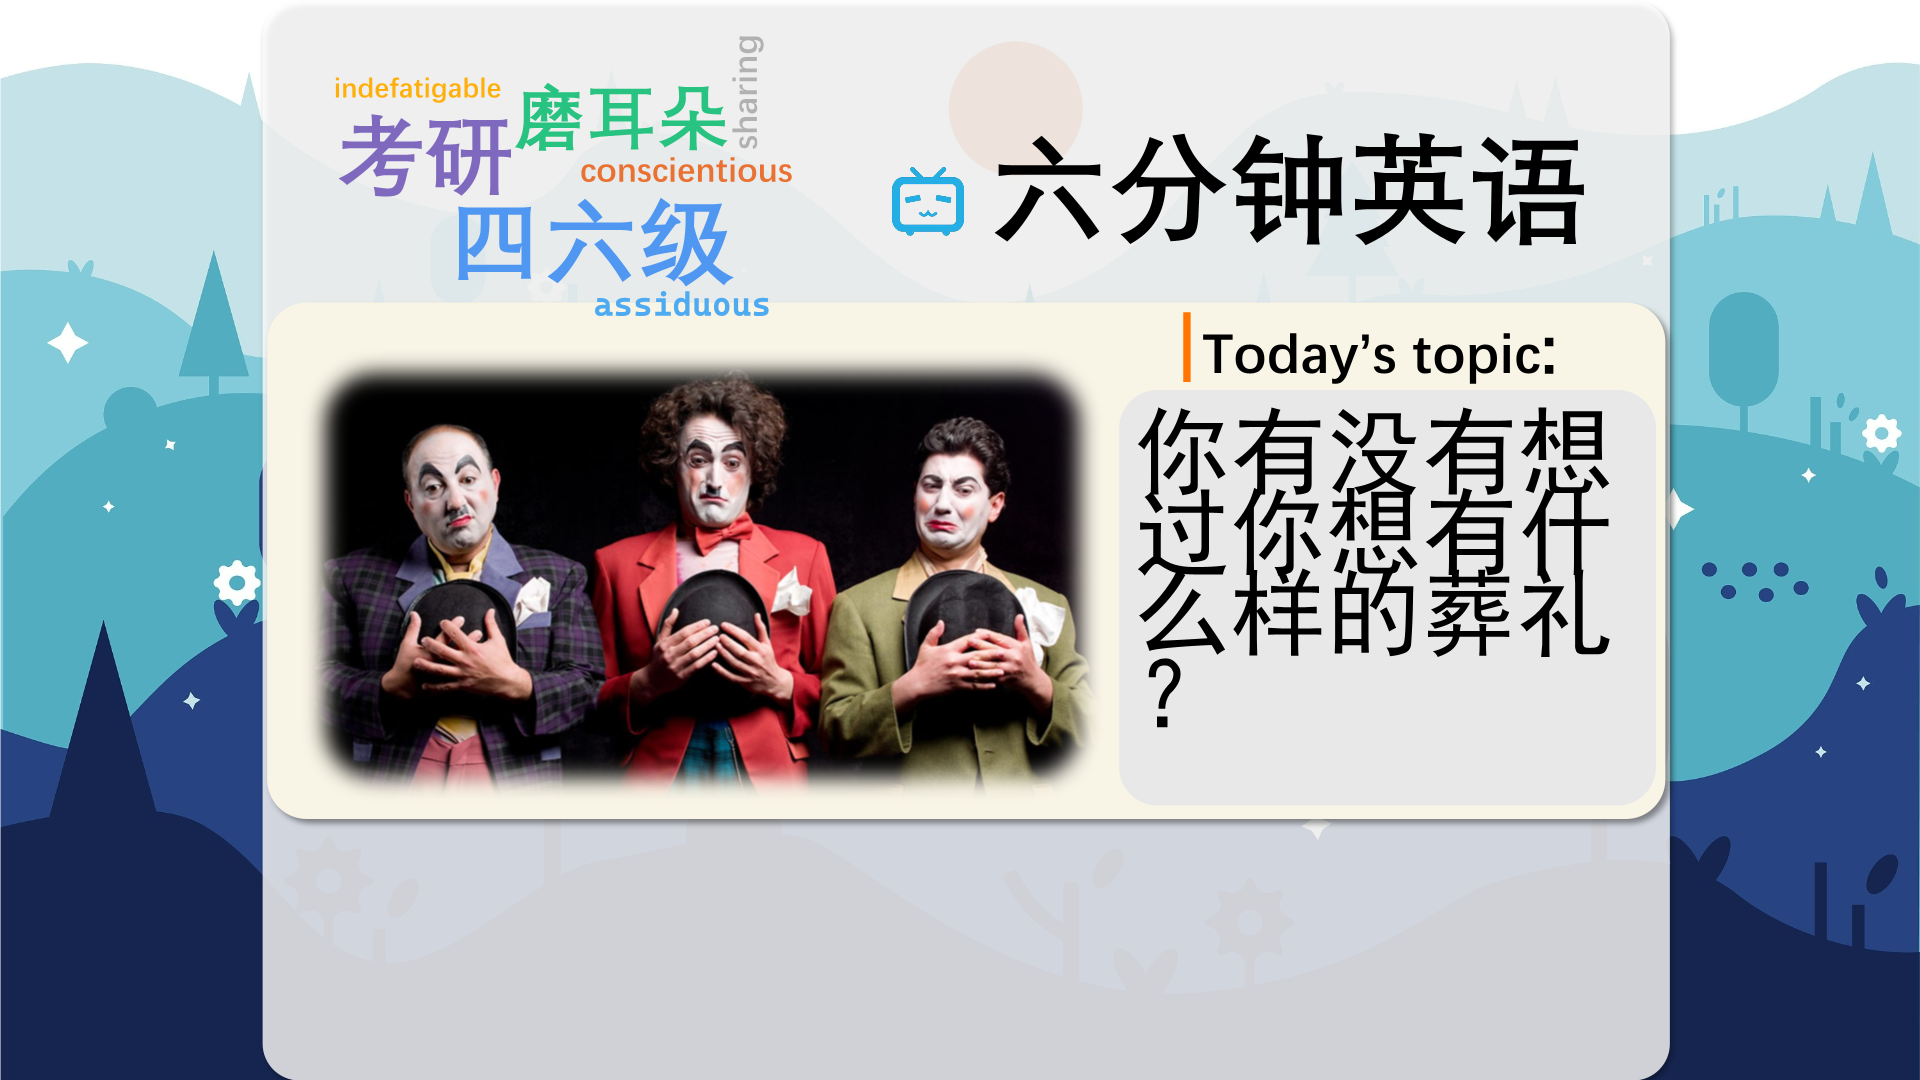 indefatigable
磨耳朵
sharing
考研
conscientious
四六级
assiduous
六分钟英语
Today’s topic:
你有没有想
过你想有什
么样的葬礼
？